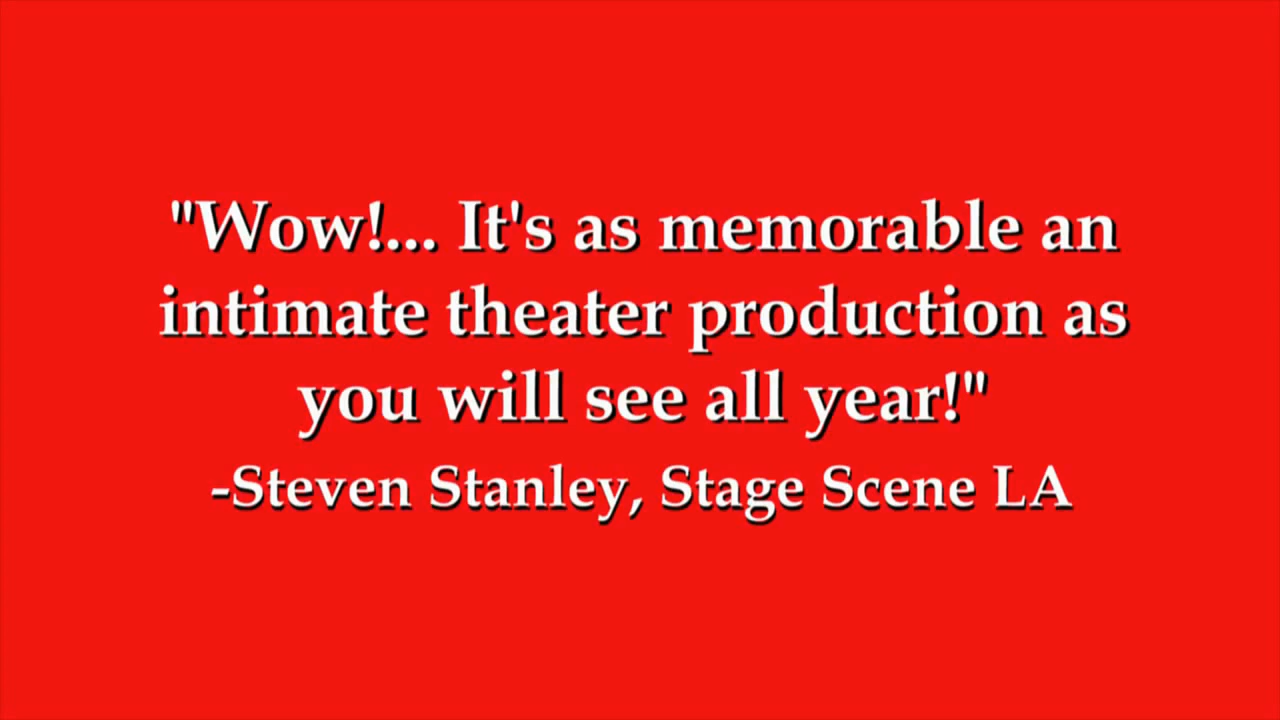 "Wow!... It's as memorable an
intimate theater production as
you will see all year!"
-Steven Stanley, Stage Scene LA